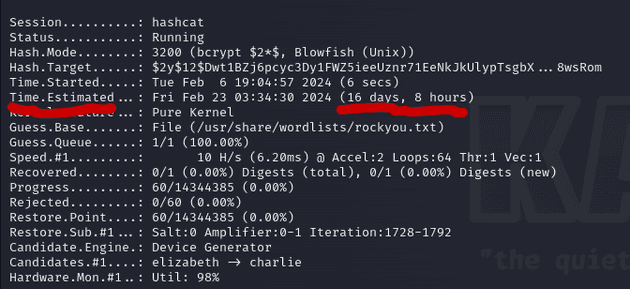 Session..........: hashcat
Status...........: Running
Hash.Mode........: 3200 (bcrypt $2*$, Blowfish (Unix))
Hash.Target......: $2y$12$Dwt1BZj6pcyc3Dy1FWZ5ieeUznr71EeNkJkUlypTsgbX...8wsRom
Time.Started.....: Tue Feb  6 19:04:57 2024 (6 secs)
Time.Estimated...: Fri Feb 23 03:34:30 2024 (16 days, 8 hours)
Pure Kernel
Guess.Base.......: File (/usr/share/wordlists/rockyou.txt)
Guess.Queue......: 1/1 (100.00%)
Speed.#1.........:       10 H/s (6.20ms) @ Accel:2 Loops:64 Thr:1 Vec:1
Recovered........: 0/1 (0.00%) Digests (total), 0/1 (0.00%) Digests (new)
Progress.........: 60/14344385 (0.00%)
Rejected.........: 0/60 (0.00%)
Restore.Point....: 60/14344385 (0.00%)
Restore.Sub.#1...: Salt:0 Amplifier:0-1 Iteration:1728-1792
Candidate.Engine.: Device Generator
Candidates.#1....: elizabeth -> charlie
Hardware.Mon.#1..: Util: 98%
KA
"the quiet